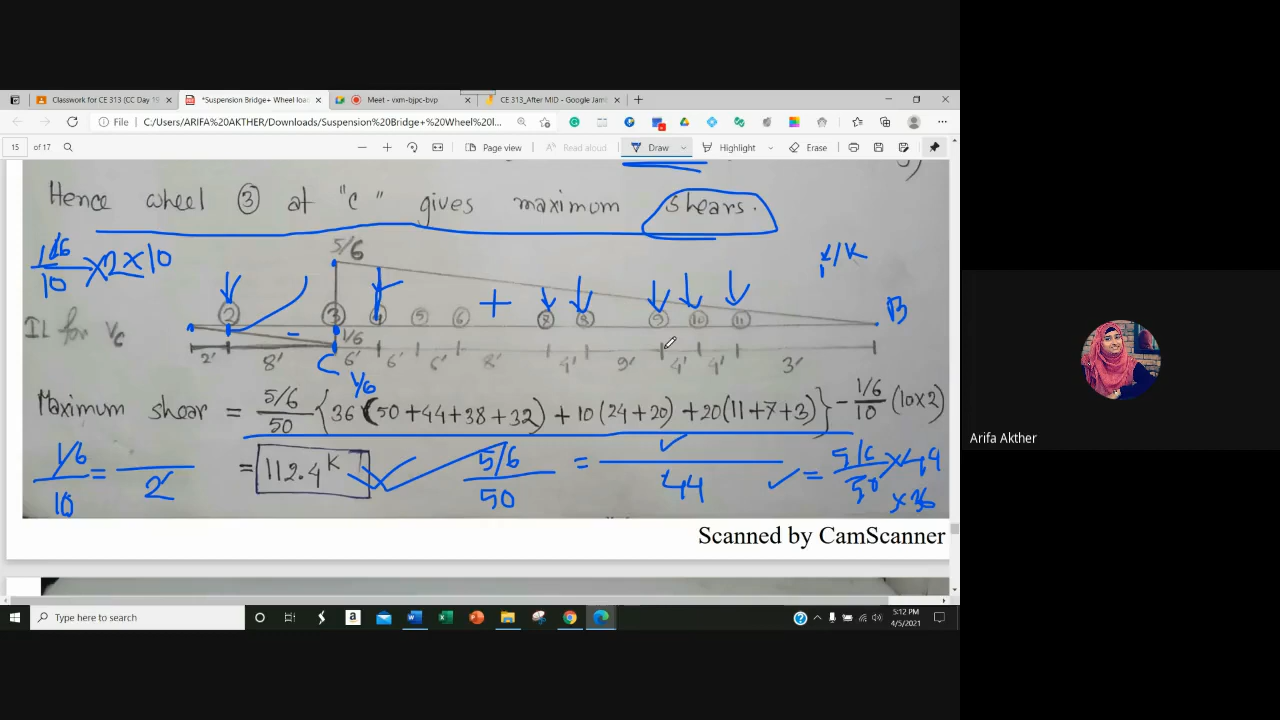 Classwork for CE 313 (CC Day 19
*Suspension Bridge+ Wheel loa
Meet - vxm-bjpc-bvp
CE 313_After MID - Google Jam
File
C:/Users/ARIFA%20AKTHER/Downloads/Suspension%20Bridge+%20Wheel%20l...
15 of 17
Page view
Read aloud
Draw
Highlight
Erase
Hence wheel ③ at "C" gives maximum shears.
1/6/10 × 2 × 10
5/6
K/K
② ③ 4 ⑤ ⑥ + ⑦ ⑧ ⑨ ⑩ ⑪ B
IL for Vc
- 1/6
2' 8' 6' 6' 6' 8' 4' 9' 4' 4' 3'
C 1/6
Maximum shear = 5/6/50 {36 (50+44+38+32) + 10(24+20) + 20(11+7+3)} - 1/6/10 (10×2)
= 112.4 K
1/6/10 = /2
5/6/50 = /44
= 5/6/50 × 44 × 36
Scanned by CamScanner
Arifa Akther
Type here to search
5:12 PM
4/5/2021